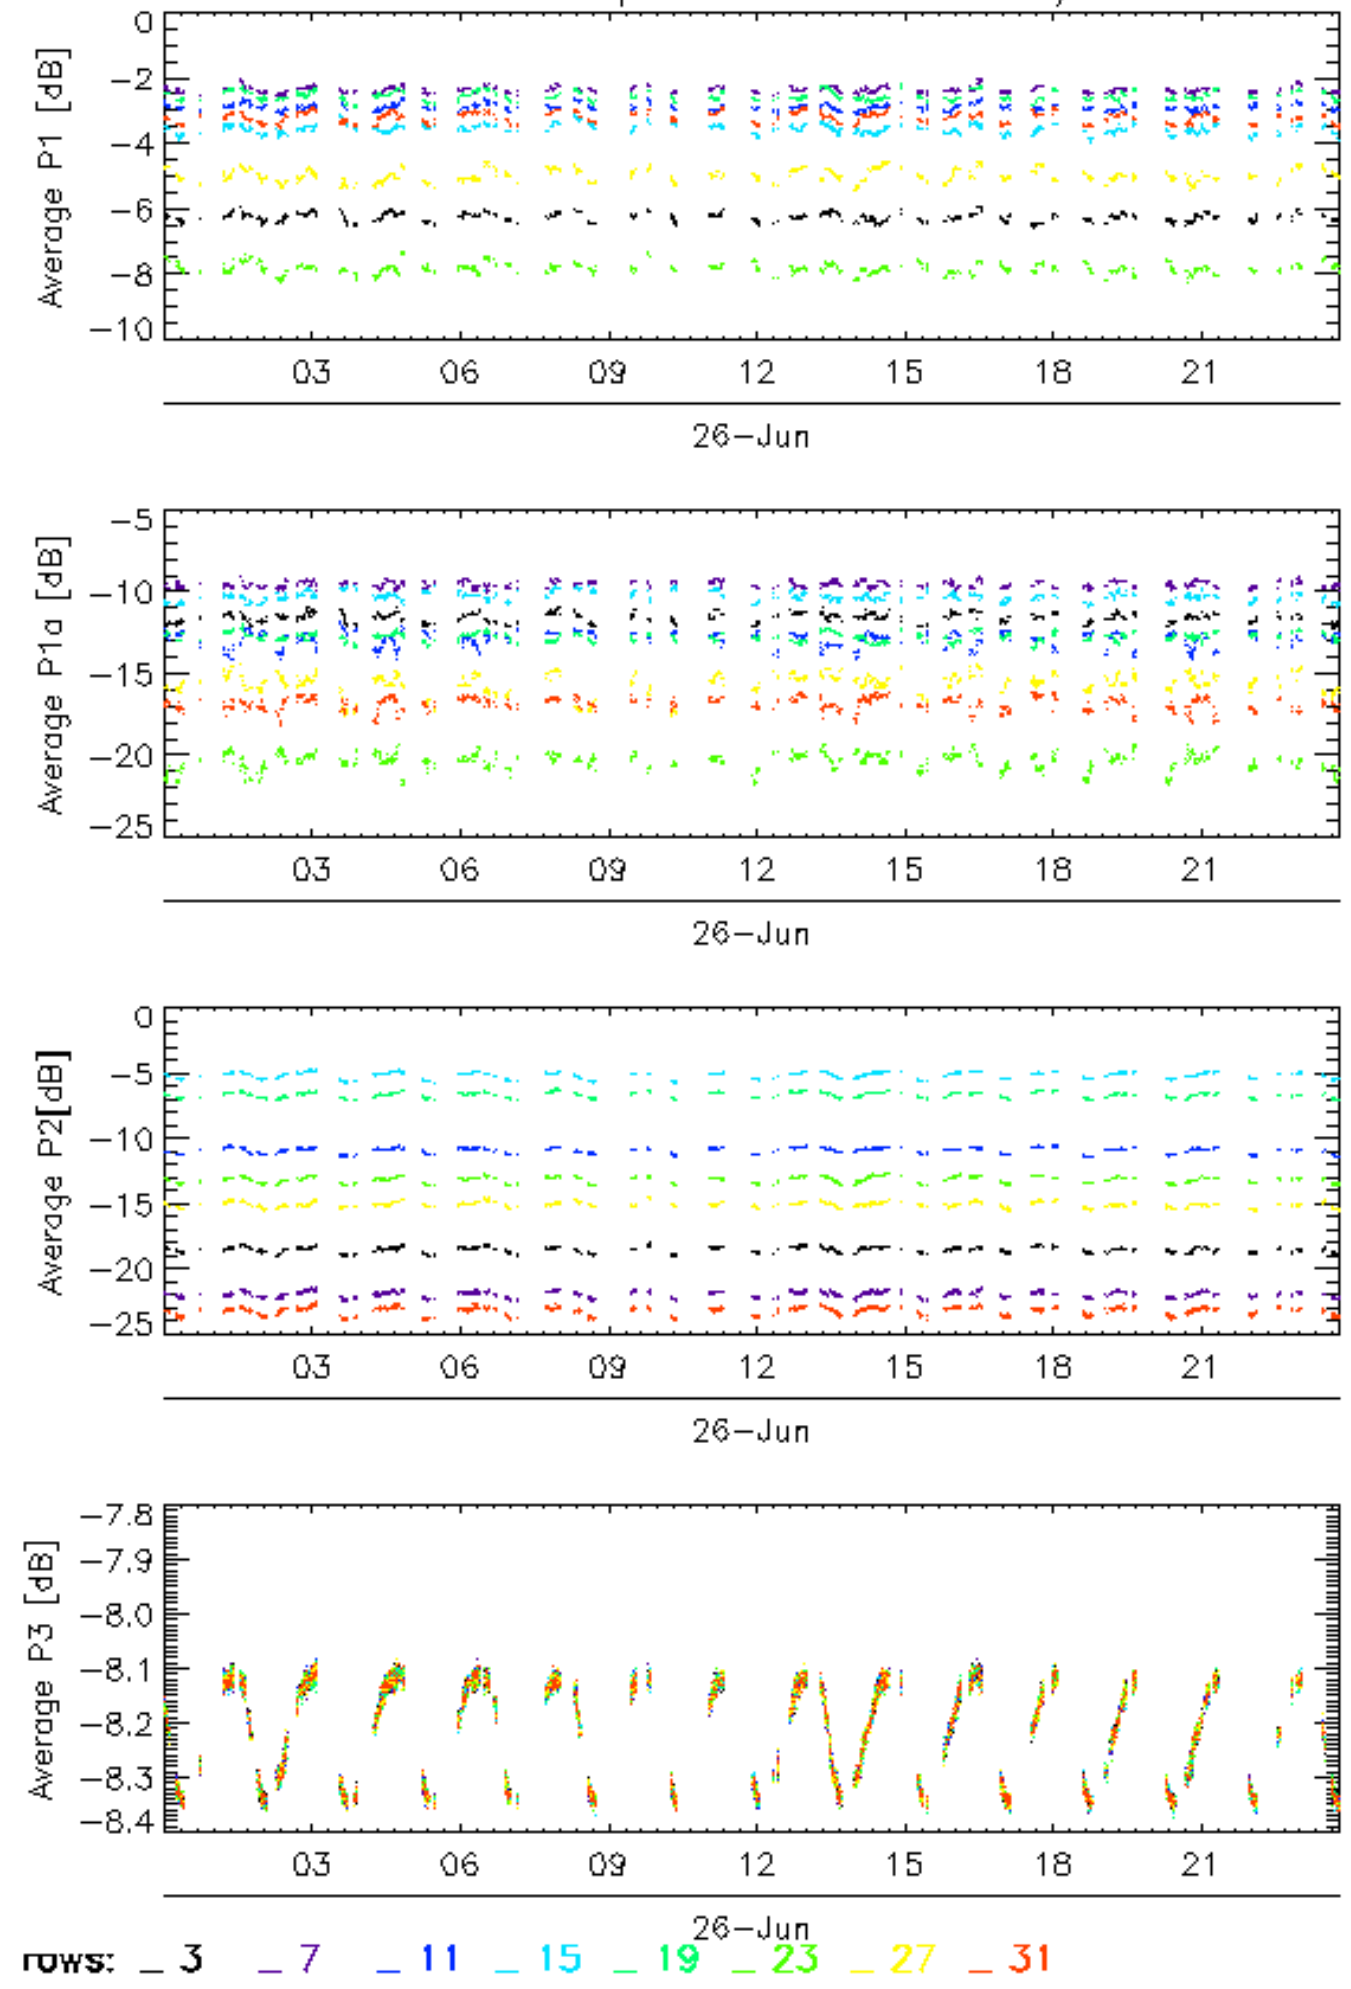 0
−2
−4
−6
−8
−10
Average P1 [dB]
03 06 09 12 15 18 21
26−Jun
−5
−10
−15
−20
−25
Average P1a [dB]
03 06 09 12 15 18 21
26−Jun
0
−5
−10
−15
−20
−25
Average P2[dB]
03 06 09 12 15 18 21
26−Jun
−7.8
−7.9
−8.0
−8.1
−8.2
−8.3
−8.4
Average P3 [dB]
03 06 09 12 15 18 21
26−Jun
rows: _ 3 _ 7 _ 11 _ 15 _ 19 _ 23 _ 27 _ 31